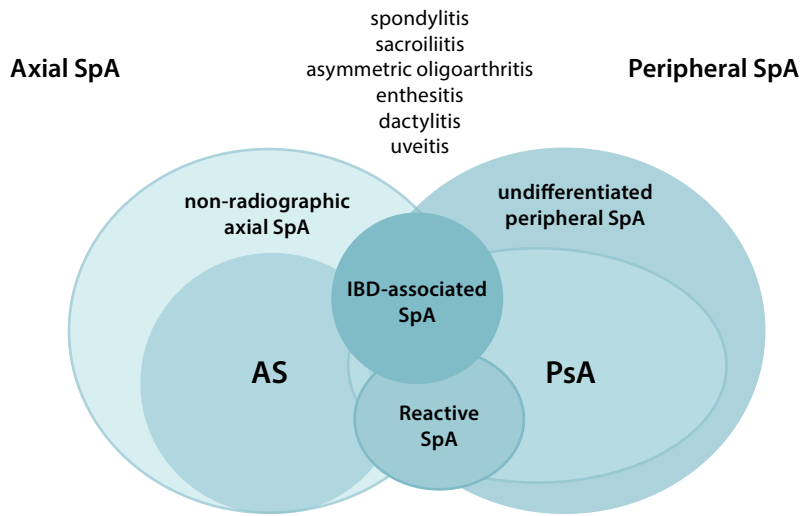 spondylitis
sacroiliitis
Axial SpA
asymmetric oligoarthritis
Peripheral SpA
enthesitis
dactylitis
uveitis
non-radiographic
axial SpA
undifferentiated
peripheral SpA
IBD-associated
SpA
AS
PsA
Reactive
SpA